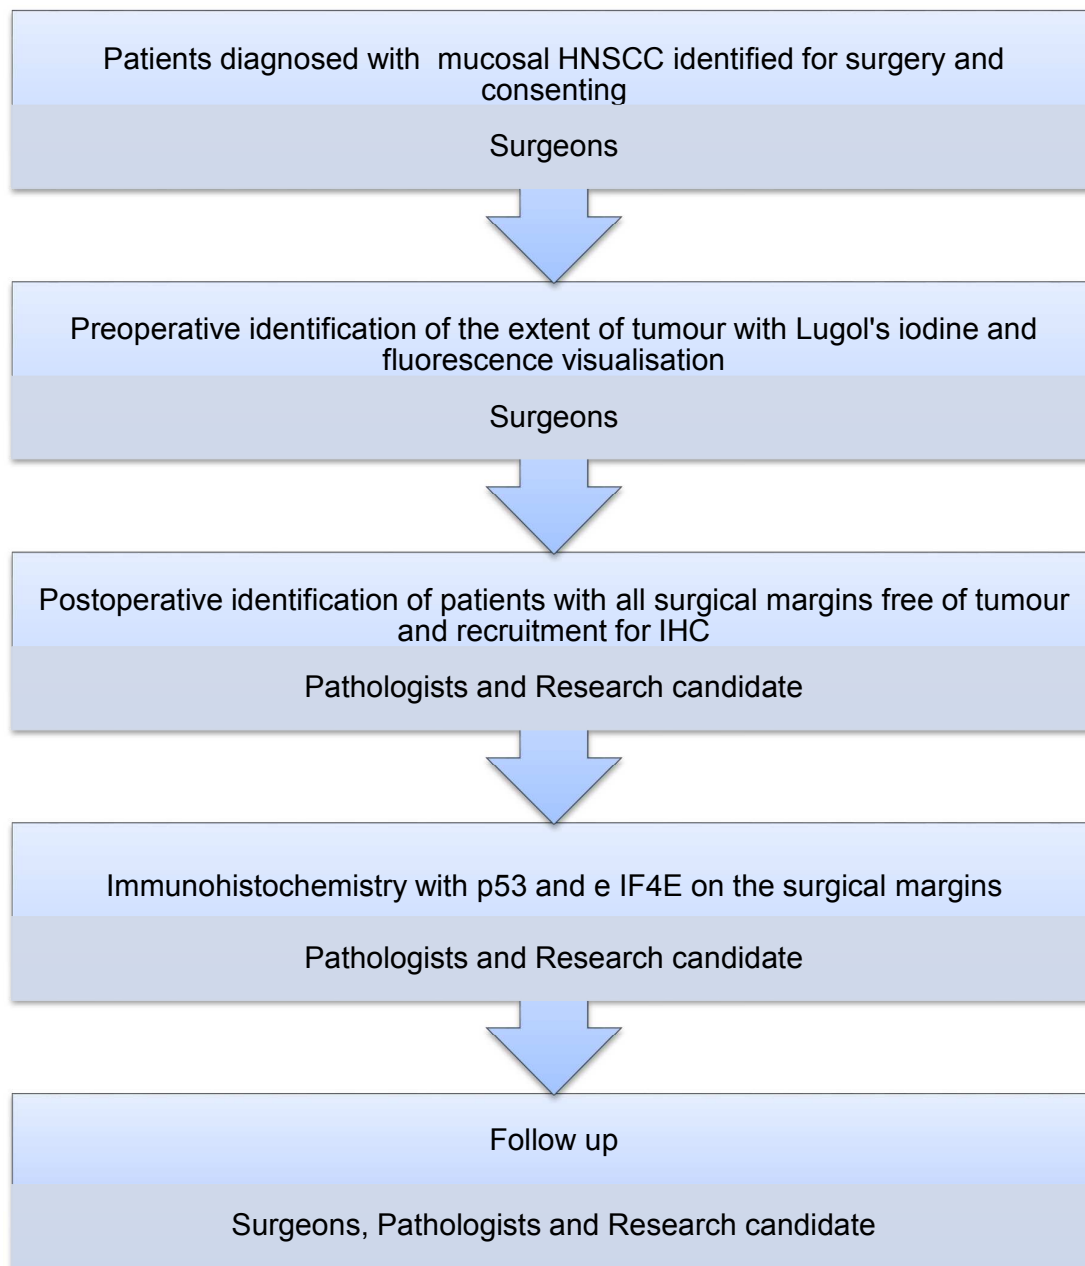 Patients diagnosed with  mucosal HNSCC identified for surgery and
consenting
Surgeons
Preoperative identification of the extent of tumour with Lugol's iodine and
fluorescence visualisation
Surgeons
Postoperative identification of patients with all surgical margins free of tumour
and recruitment for IHC
Pathologists and Research candidate
Immunohistochemistry with p53 and e IF4E on the surgical margins
Pathologists and Research candidate
Follow up
Surgeons, Pathologists and Research candidate